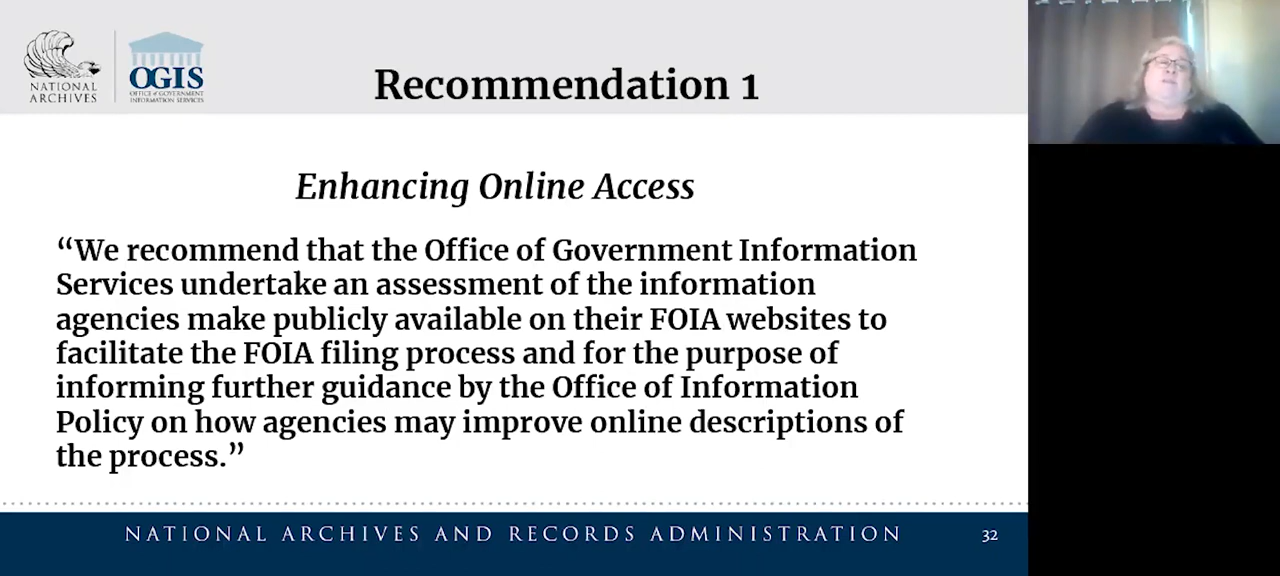 NATIONAL
ARCHIVES
OGIS
OFFICE of GOVERNMENT
INFORMATION SERVICES
Recommendation 1
Enhancing Online Access
“We recommend that the Office of Government Information
Services undertake an assessment of the information
agencies make publicly available on their FOIA websites to
facilitate the FOIA filing process and for the purpose of
informing further guidance by the Office of Information
Policy on how agencies may improve online descriptions of
the process.”
NATIONAL ARCHIVES AND RECORDS ADMINISTRATION
32